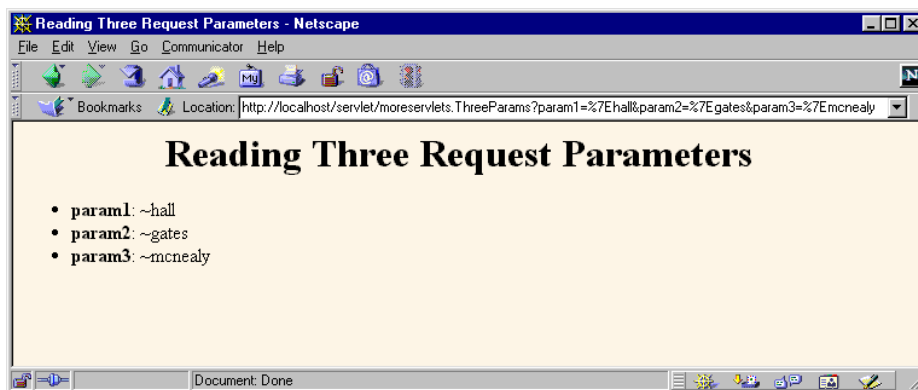 Reading Three Request Parameters - Netscape
File Edit View Go Communicator Help
My
N
Bookmarks Location: http://localhost/servlet/moreservlets.ThreeParams?param1=%7Ehall&param2=%7Egates&param3=%7Emcnealy
Reading Three Request Parameters
• param1: ~hall
• param2: ~gates
• param3: ~mcnealy
Document: Done